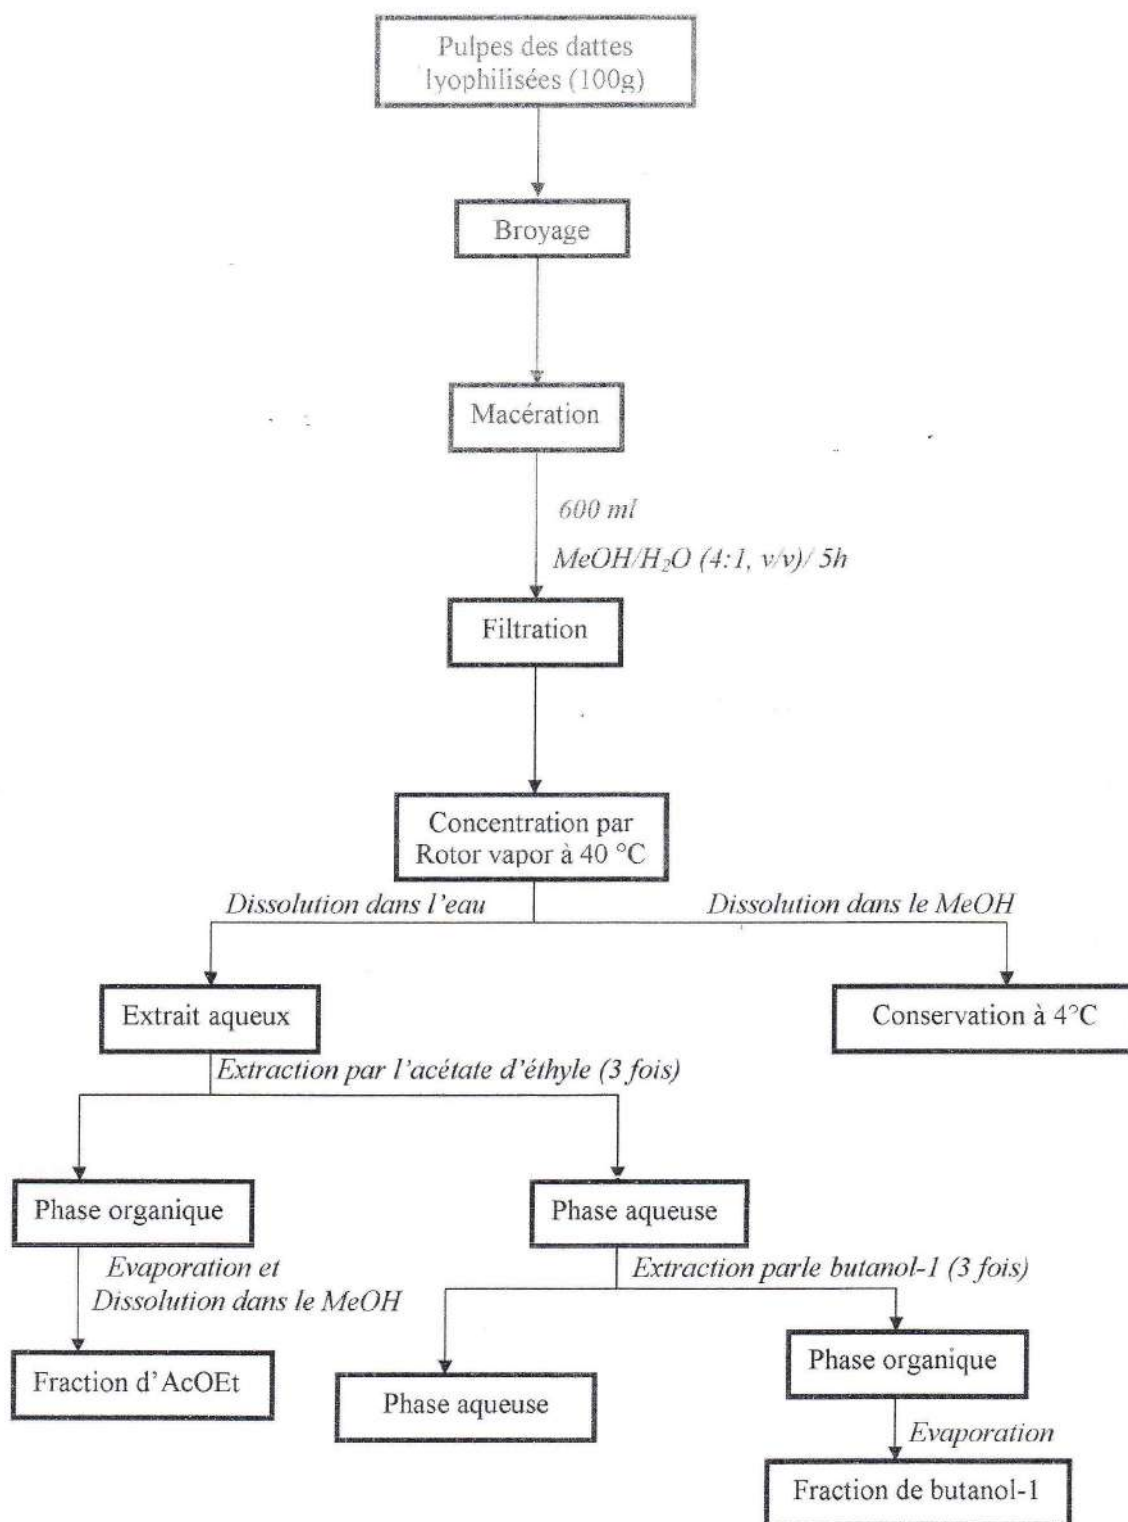 Pulpes des dattes
lyophilisées (100g)
Broyage
Macération
600 ml
MeOH/H₂O (4:1, v/v)/ 5h
Filtration
Concentration par
Rotor vapor à 40 °C
Dissolution dans l'eau
Dissolution dans le MeOH
Extrait aqueux
Conservation à 4°C
Extraction par l'acétate d'éthyle (3 fois)
Phase organique
Phase aqueuse
Evaporation et
Dissolution dans le MeOH
Extraction parle butanol-1 (3 fois)
Fraction d'AcOEt
Phase aqueuse
Phase organique
Evaporation
Fraction de butanol-1